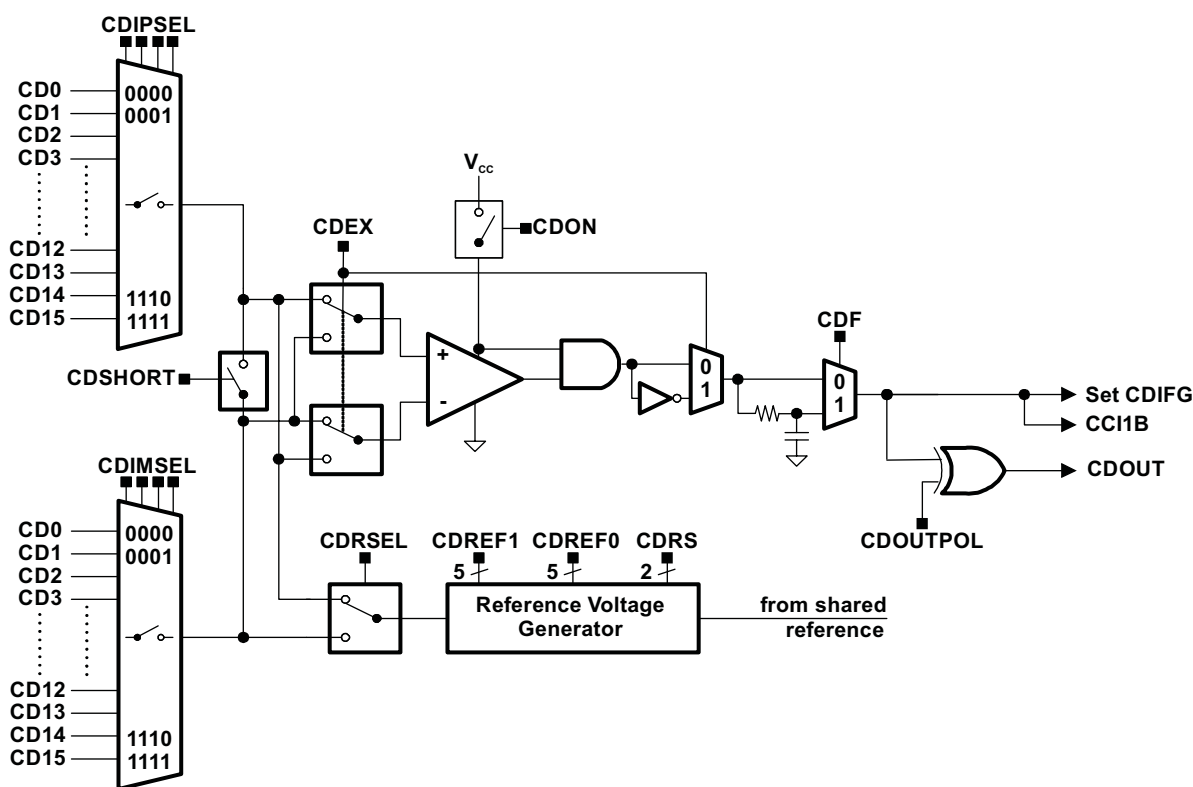 CDIPSEL
CD0
0000
CD1
0001
CD2
CD3
CD12
CD13
CD14
1110
CD15
1111
VCC
CDON
CDEX
CDSHORT
+
-
0
1
CDF
0
1
Set CDIFG
CCI1B
CDOUT
CDOUTPOL
CDIMSEL
CD0
0000
CD1
0001
CD2
CD3
CD12
CD13
CD14
1110
CD15
1111
CDRSEL
CDREF1
5
CDREF0
5
CDRS
2
Reference Voltage
Generator
from shared
reference